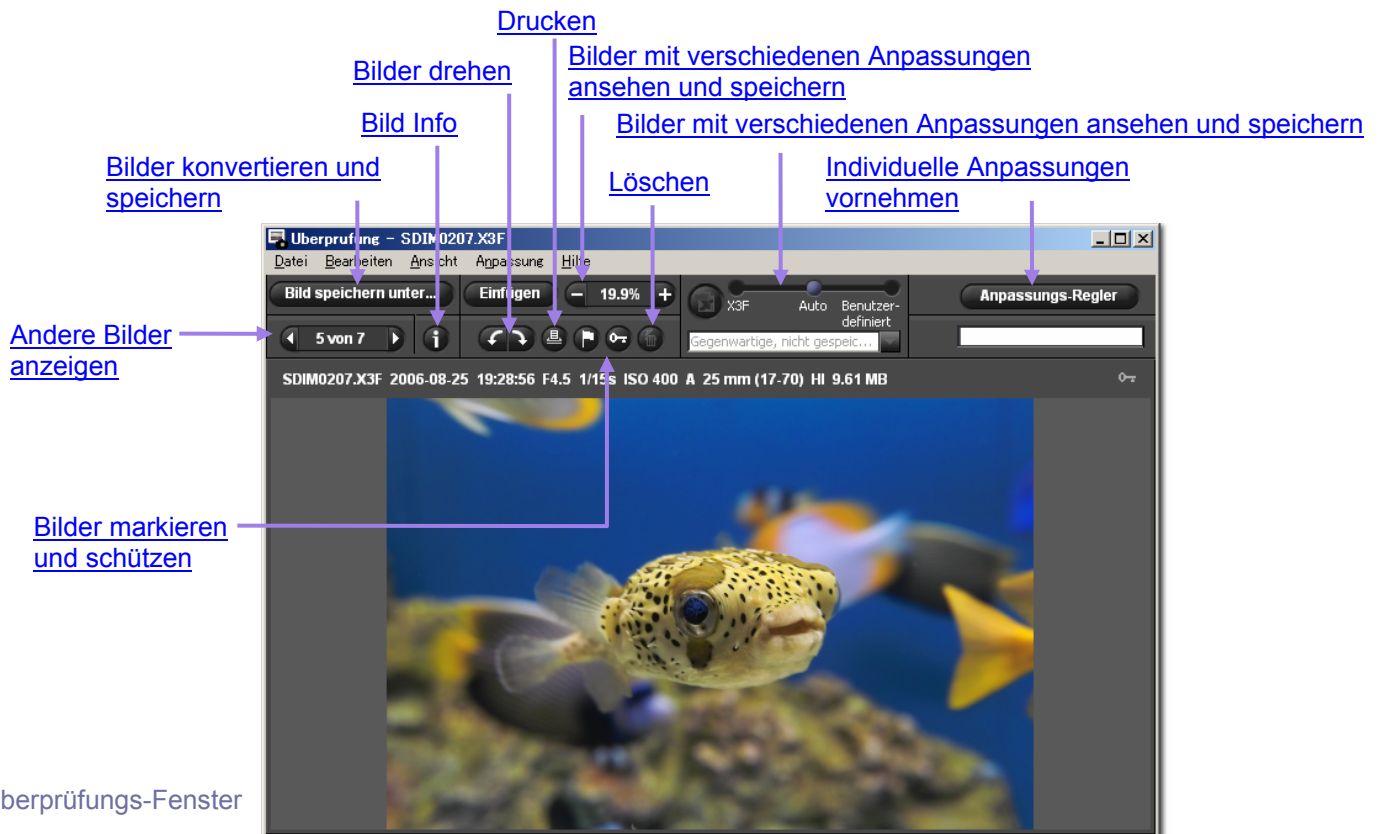 Drucken
Bilder mit verschiedenen Anpassungen
ansehen und speichern
Bilder drehen
Bild Info
Bilder mit verschiedenen Anpassungen ansehen und speichern
Bilder konvertieren und
speichern
Löschen
Individuelle Anpassungen
vornehmen
Uberprufung - SDIM0207.X3F
Datei Bearbeiten Ansicht Anpassung Hilfe
Bild speichern unter... Einfügen - 19.9% + X3F Auto Benutzer-
definiert
Anpassungs-Regler
Andere Bilder
anzeigen
5 von 7
Gegenwartige, nicht gespeic...
SDIM0207.X3F 2006-08-25 19:28:56 F4.5 1/15s ISO 400 A 25 mm (17-70) HI 9.61 MB
Bilder markieren
und schützen
berprüfungs-Fenster